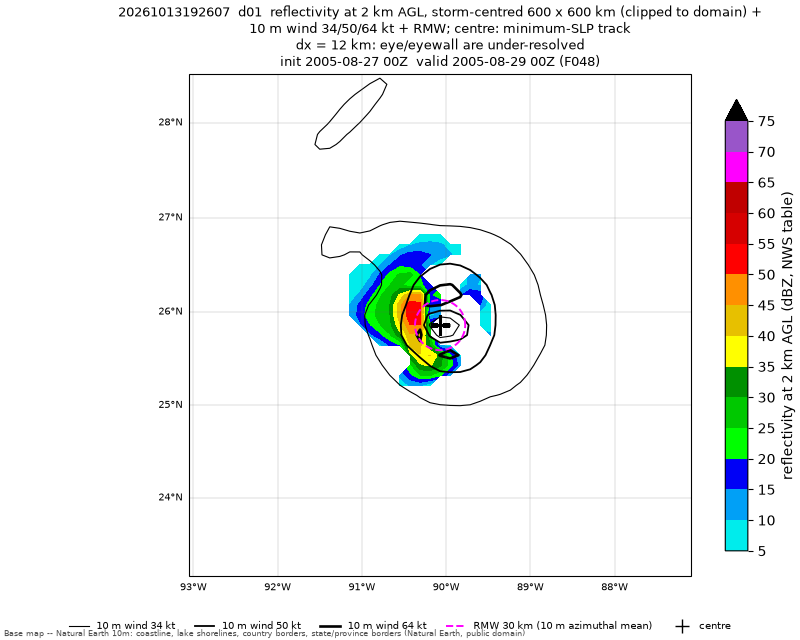 20261013192607  d01  reflectivity at 2 km AGL, storm-centred 600 x 600 km (clipped to domain) +
10 m wind 34/50/64 kt + RMW; centre: minimum-SLP track
dx = 12 km: eye/eyewall are under-resolved
init 2005-08-27 00Z  valid 2005-08-29 00Z (F048)
28°N
27°N
26°N
25°N
24°N
93°W
92°W
91°W
90°W
89°W
88°W
75
70
65
60
55
50
45
40
35
30
25
20
15
10
5
reflectivity at 2 km AGL (dBZ, NWS table)
10 m wind 34 kt
10 m wind 50 kt
10 m wind 64 kt
RMW 30 km (10 m azimuthal mean)
centre
Base map -- Natural Earth 10m: coastline, lake shorelines, country borders, state/province borders (Natural Earth, public domain)